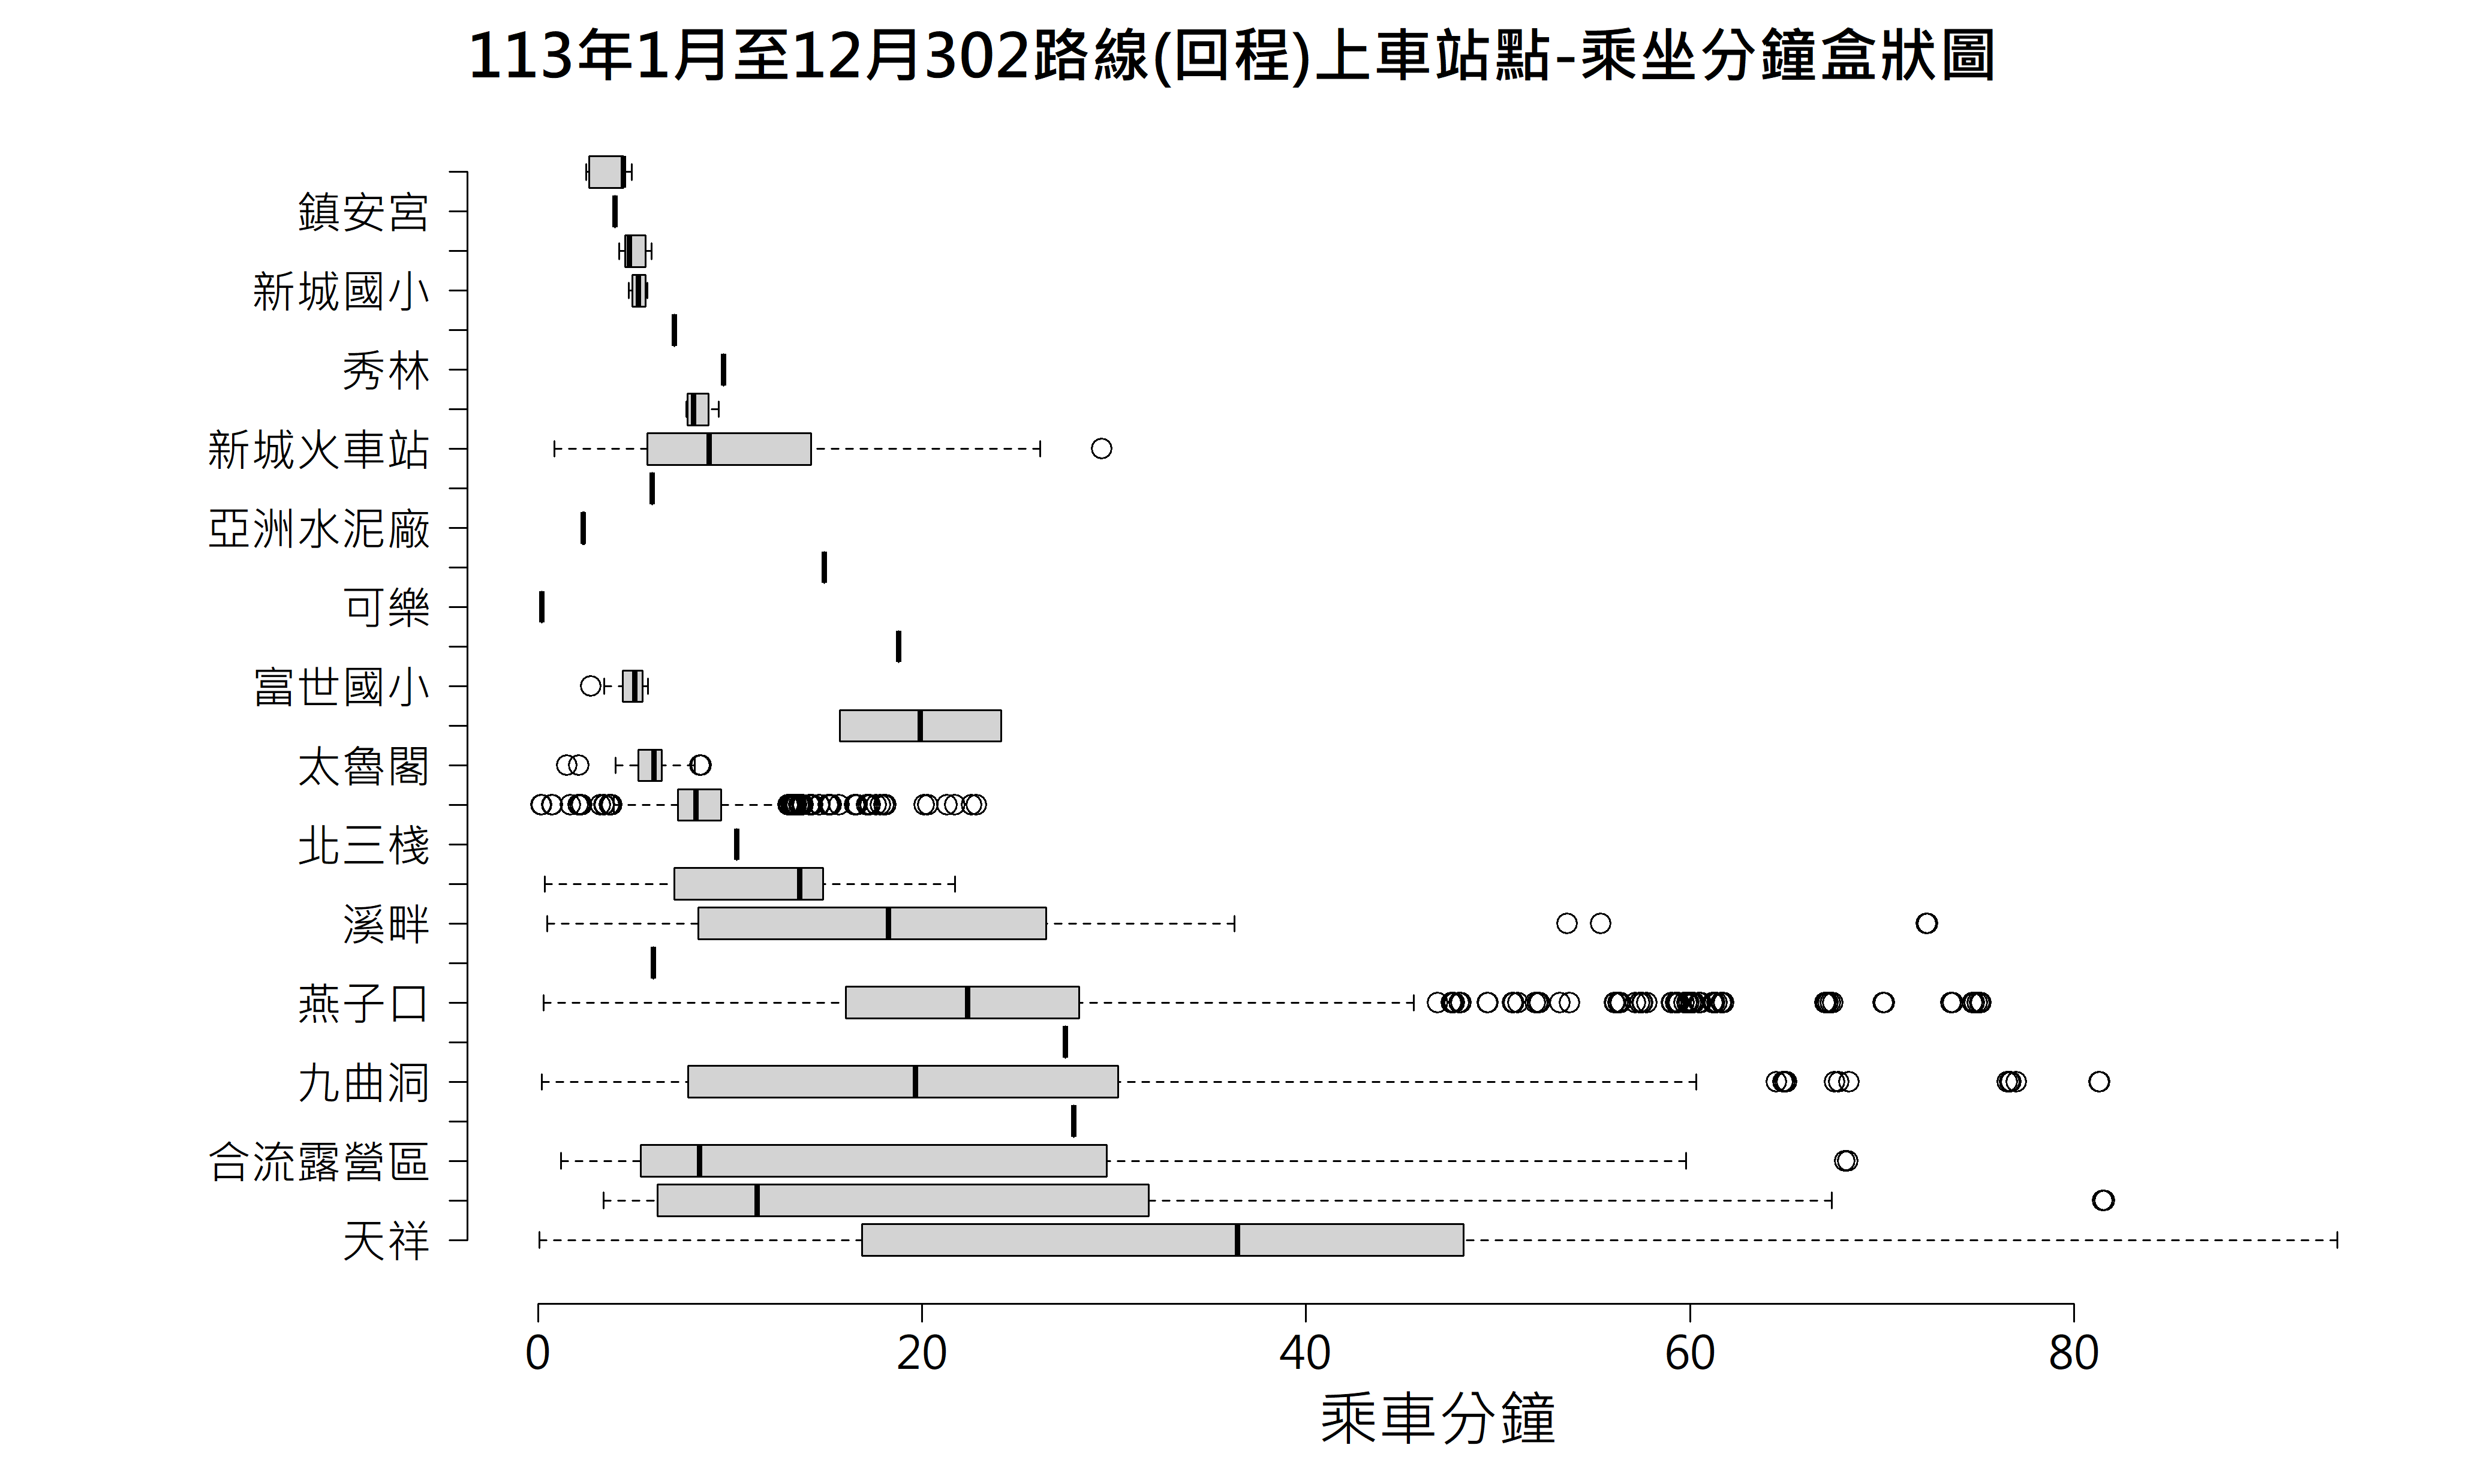 113年1月至12月302路線(回程)上車站點-乘坐分鐘盒狀圖
鎮安宮
新城國小
秀林
新城火車站
亞洲水泥廠
可樂
富世國小
太魯閣
北三棧
溪畔
燕子口
九曲洞
合流露營區
天祥
0 20 40 60 80
乘車分鐘